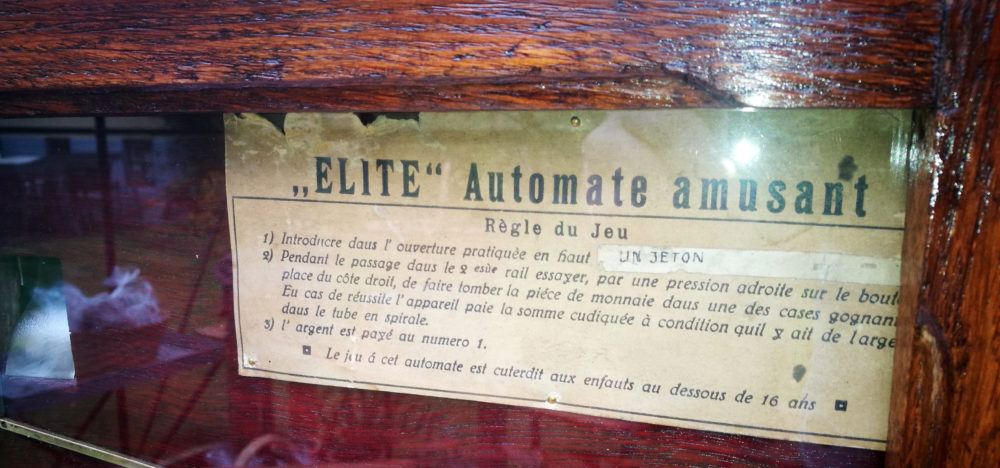 „ELITE“ Automate amusant
Règle du Jeu
1) Introdurre daus l' ouverture pratiquèe en haut UN JETON
2) Pendant le passage daus le 2 esùe rail essayer, par une pression adroite sur le bout
place du côte droit, de faire tomber la piéce de monnaie daus une des cases gognan
Eu cas de réussile l'appareil paie la somme cudiquée à condition quil y ait de l'arge
daus le tube en spirale.
3) l' argent est payé au numero 1.
Le jeu á cet automate est cuterdit aux enfauts au dessous de 16 ans